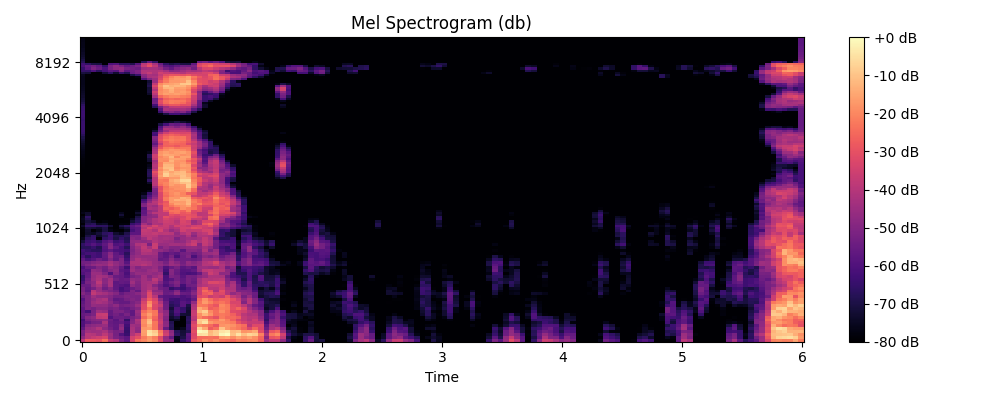 Mel Spectrogram (db)
8192
4096
2048
1024
512
0
Hz
0 1 2 3 4 5 6
Time
+0 dB
-10 dB
-20 dB
-30 dB
-40 dB
-50 dB
-60 dB
-70 dB
-80 dB